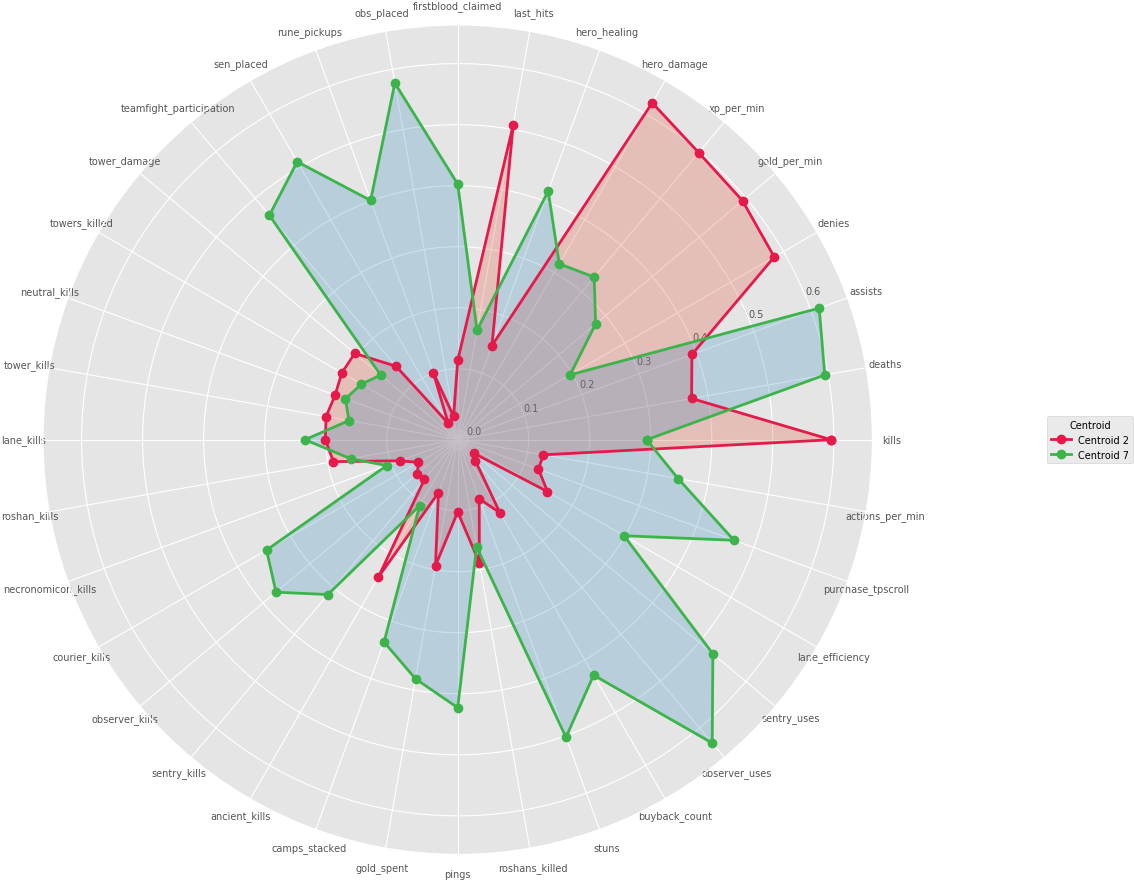 firstblood_claimed
obs_placed
last_hits
rune_pickups
hero_healing
sen_placed
hero_damage
teamfight_participation
xp_per_min
tower_damage
gold_per_min
towers_killed
denies
neutral_kills
assists
0.6
0.5
0.4
0.3
0.2
0.1
0.0
tower_kills
deaths
lane_kills
kills
Centroid
Centroid 2
Centroid 7
roshan_kills
actions_per_min
necronomicon_kills
purchase_tpscroll
courier_kills
lane_efficiency
observer_kills
sentry_uses
sentry_kills
observer_uses
ancient_kills
buyback_count
camps_stacked
stuns
gold_spent
roshans_killed
pings